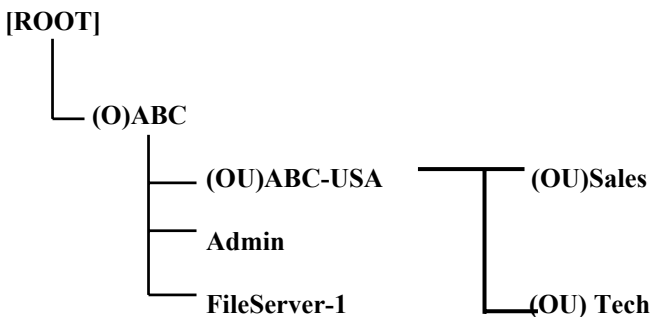 [ROOT]
(O)ABC
(OU)ABC-USA
(OU)Sales
Admin
FileServer-1
(OU) Tech